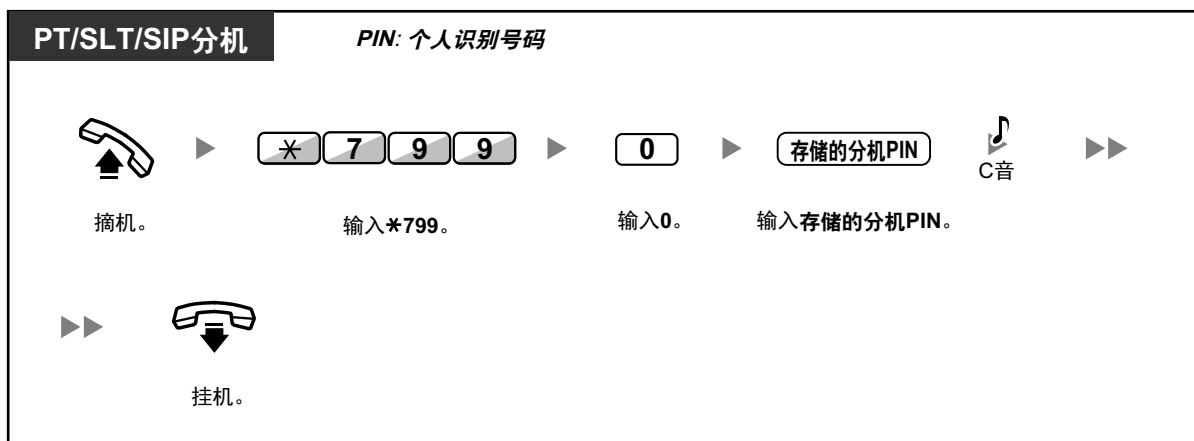 PT/SLT/SIP分机 PIN: 个人识别号码
* 7 9 9 0 存储的分机PIN C音
摘机。 输入*799。 输入0。 输入存储的分机PIN。
挂机。